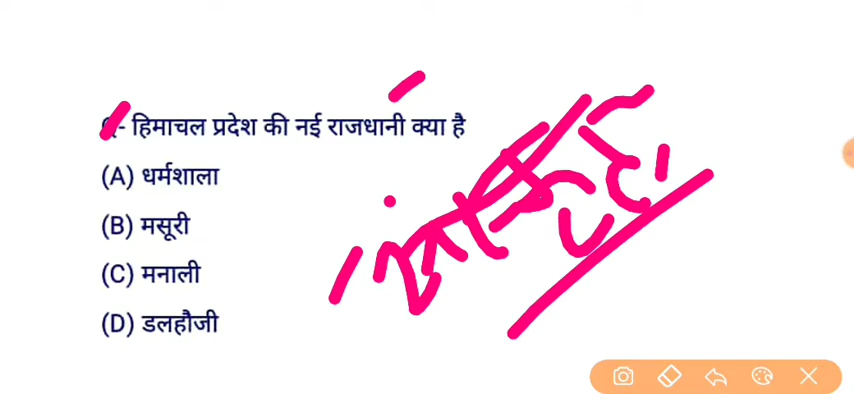 Q- हिमाचल प्रदेश की नई राजधानी क्या है
(A) धर्मशाला
(B) मसूरी
(C) मनाली
(D) डलहौजी